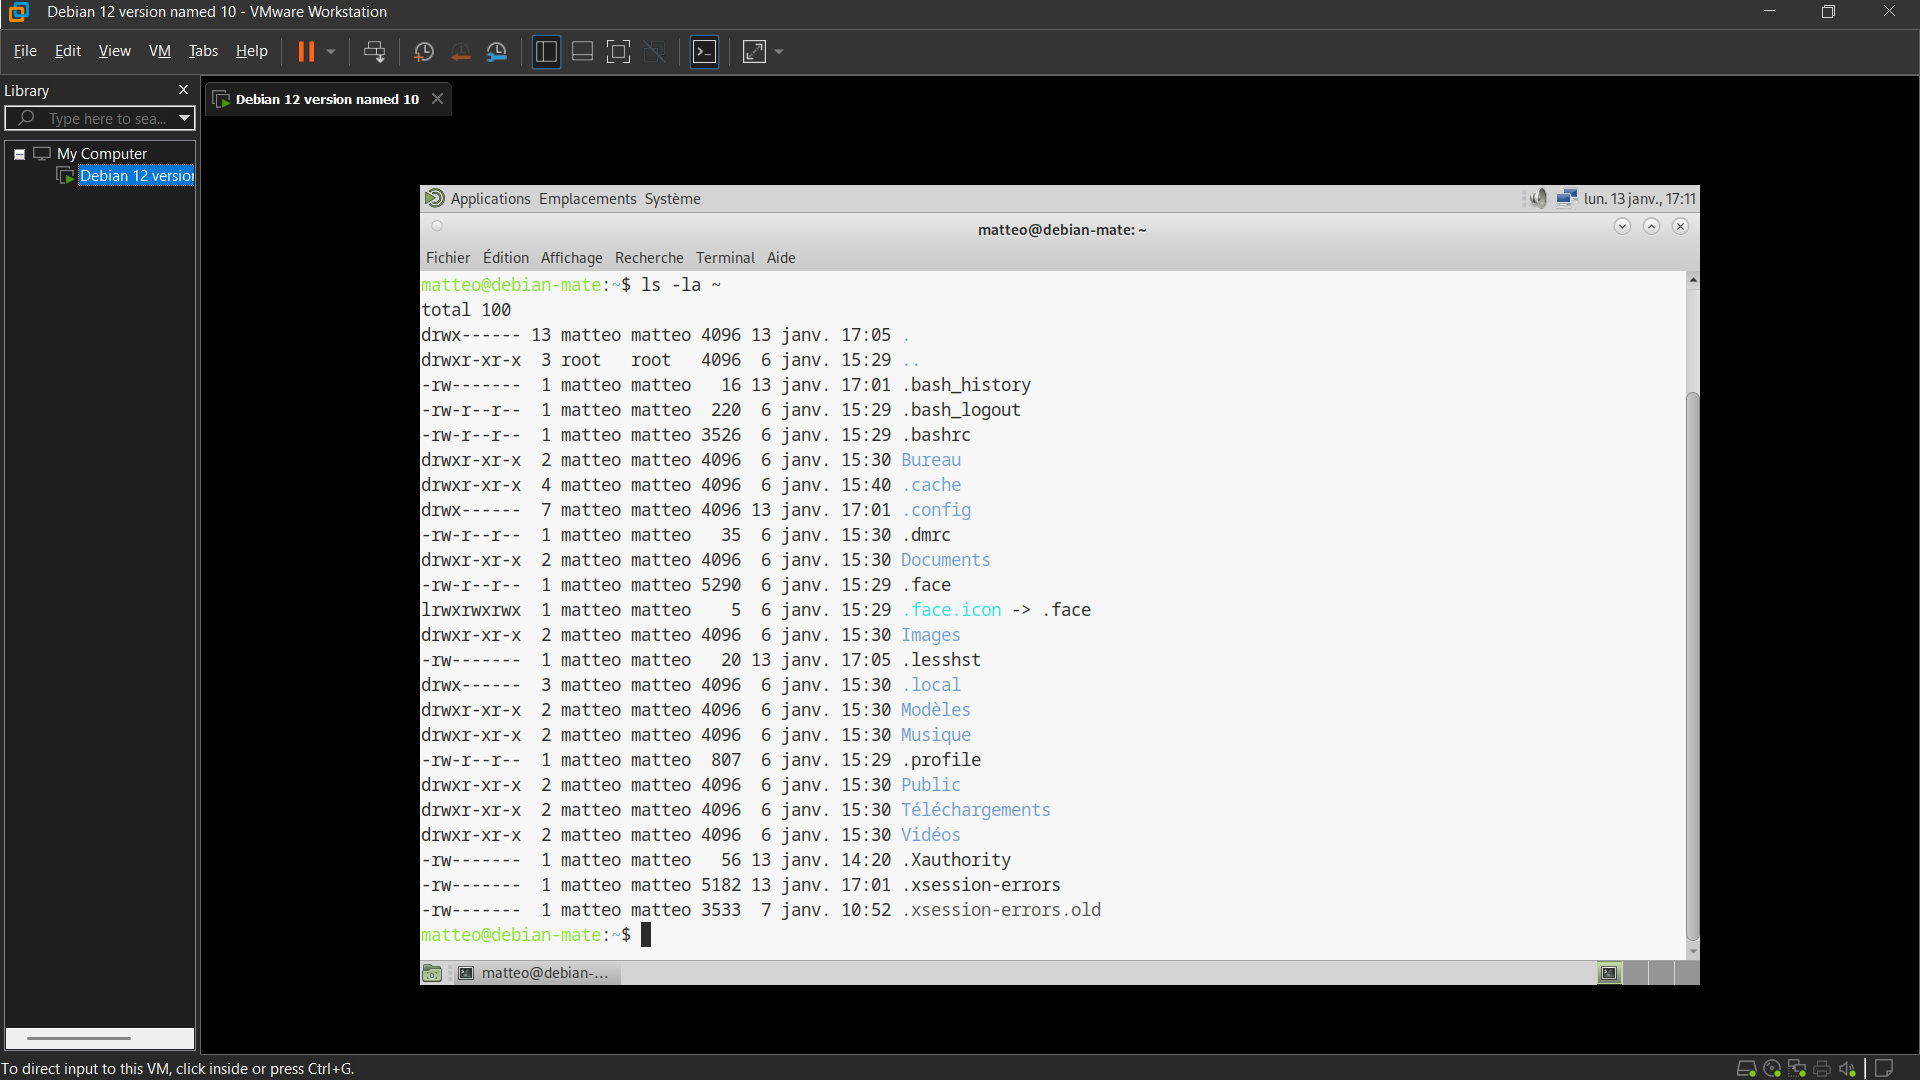 Debian 12 version named 10 - VMware Workstation
File Edit View VM Tabs Help
Library
Type here to sea...
My Computer
Debian 12 version
Debian 12 version named 10
Applications Emplacements Système
lun. 13 janv., 17:11
matteo@debian-mate: ~
Fichier Édition Affichage Recherche Terminal Aide
matteo@debian-mate:~$ ls -la ~
total 100
drwx------ 13 matteo matteo 4096 13 janv. 17:05 .
drwxr-xr-x  3 root   root   4096  6 janv. 15:29 ..
-rw-------  1 matteo matteo   16 13 janv. 17:01 .bash_history
-rw-r--r--  1 matteo matteo  220  6 janv. 15:29 .bash_logout
-rw-r--r--  1 matteo matteo 3526  6 janv. 15:29 .bashrc
drwxr-xr-x  2 matteo matteo 4096  6 janv. 15:30 Bureau
drwxr-xr-x  4 matteo matteo 4096  6 janv. 15:40 .cache
drwx------  7 matteo matteo 4096 13 janv. 17:01 .config
-rw-r--r--  1 matteo matteo   35  6 janv. 15:30 .dmrc
drwxr-xr-x  2 matteo matteo 4096  6 janv. 15:30 Documents
-rw-r--r--  1 matteo matteo 5290  6 janv. 15:29 .face
lrwxrwxrwx  1 matteo matteo    5  6 janv. 15:29 .face.icon -> .face
drwxr-xr-x  2 matteo matteo 4096  6 janv. 15:30 Images
-rw-------  1 matteo matteo   20 13 janv. 17:05 .lesshst
drwx------  3 matteo matteo 4096  6 janv. 15:30 .local
drwxr-xr-x  2 matteo matteo 4096  6 janv. 15:30 Modèles
drwxr-xr-x  2 matteo matteo 4096  6 janv. 15:30 Musique
-rw-r--r--  1 matteo matteo  807  6 janv. 15:29 .profile
drwxr-xr-x  2 matteo matteo 4096  6 janv. 15:30 Public
drwxr-xr-x  2 matteo matteo 4096  6 janv. 15:30 Téléchargements
drwxr-xr-x  2 matteo matteo 4096  6 janv. 15:30 Vidéos
-rw-------  1 matteo matteo   56 13 janv. 14:20 .Xauthority
-rw-------  1 matteo matteo 5182 13 janv. 17:01 .xsession-errors
-rw-------  1 matteo matteo 3533  7 janv. 10:52 .xsession-errors.old
matteo@debian-mate:~$
matteo@debian-...
To direct input to this VM, click inside or press Ctrl+G.